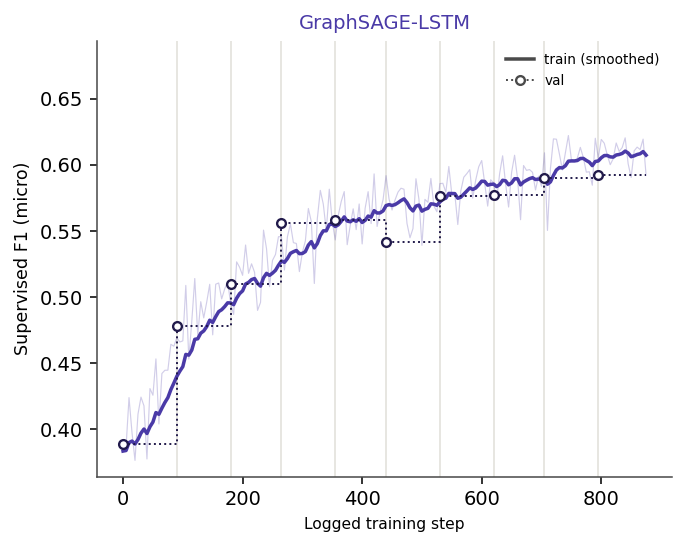 GraphSAGE-LSTM
train (smoothed)
val
Supervised F1 (micro)
0.65
0.60
0.55
0.50
0.45
0.40
0
200
400
600
800
Logged training step